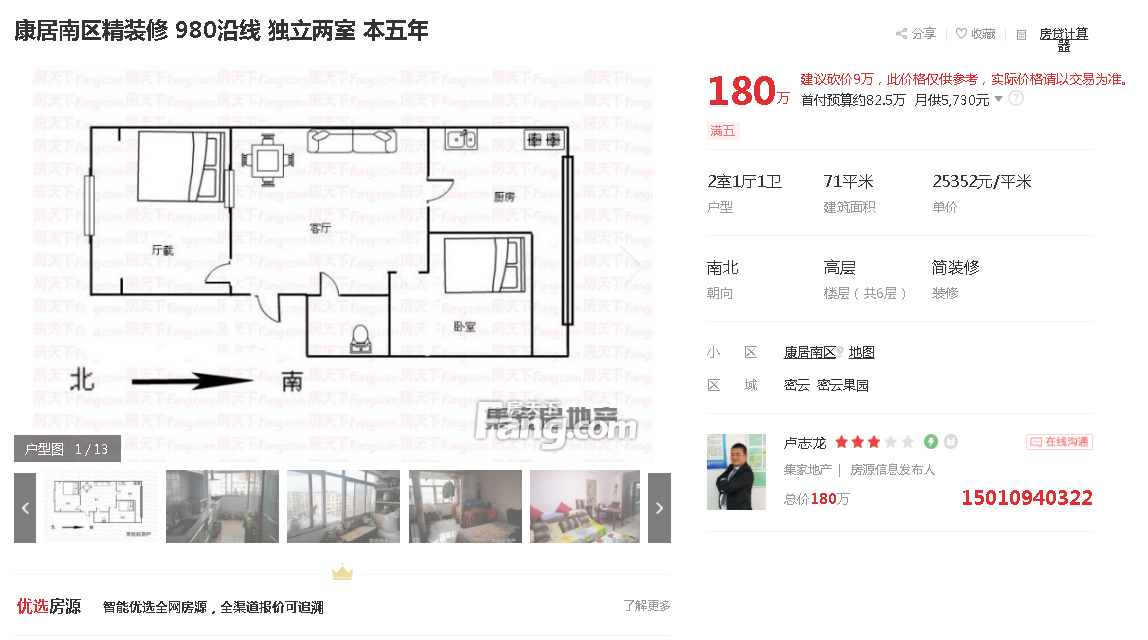 康居南区精装修 980沿线 独立两室 本五年
分享 收藏 房贷计算器
180万 建议砍价9万，此价格仅供参考，实际价格请以交易为准。
首付预算约82.5万 月供5,730元 ?
满五
2室1厅1卫 71平米 25352元/平米
户型 建筑面积 单价
南北 高层 简装修
朝向 楼层（共6层） 装修
小区 康居南区 地图
区域 密云 密云果园
卢志龙 在线沟通
集家地产 | 房源信息发布人
总价180万 15010940322
厨房
客厅
厅载
卧室
北 南
房天下
Fang.com
户型图 1 / 13
优选房源 智能优选全网房源，全渠道报价可追溯 了解更多